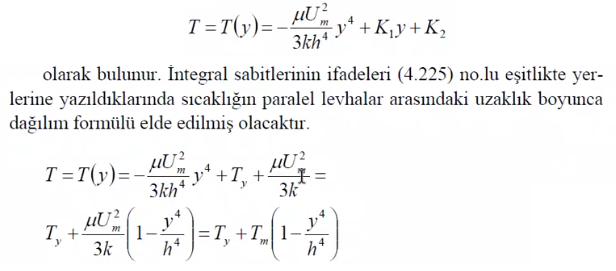 T = T(y) = -\frac{\mu U_m^2}{3kh^4} y^4 + K_1 y + K_2
olarak bulunur. İntegral sabitlerinin ifadeleri (4.225) no.lu eşitlikte yer-
lerine yazıldıklarında sıcaklığın paralel levhalar arasındaki uzaklık boyunca
dağılım formülü elde edilmiş olacaktır.
T = T(y) = -\frac{\mu U_m^2}{3kh^4} y^4 + T_y + \frac{\mu U_m^2}{3k} =
T_y + \frac{\mu U_m^2}{3k} \left( 1 - \frac{y^4}{h^4} \right) = T_y + T_m \left( 1 - \frac{y^4}{h^4} \right)